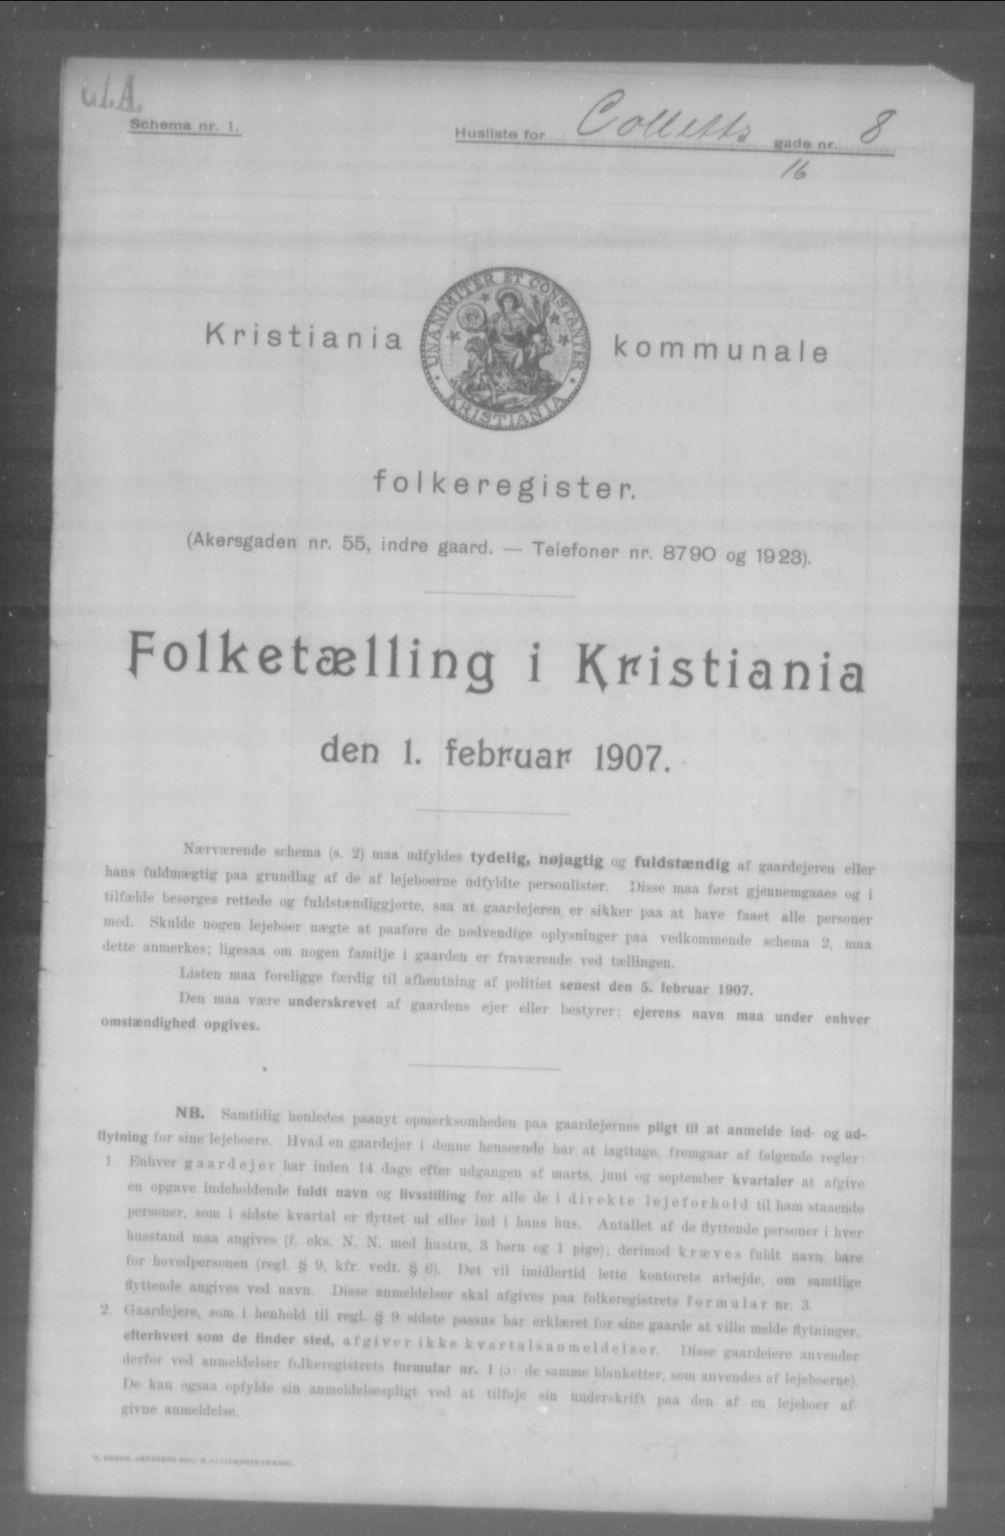 Gl. A.
Schema nr. 1.
Husliste for Colletts gade nr. 8
16
UNANIMITER ET CONSTANTER
KRISTIANIA
Kristiania kommunale
folkeregister.
(Akersgaden nr. 55, indre gaard. — Telefoner nr. 8790 og 1923).
Folketælling i Kristiania
den 1. februar 1907.
Nærværende schema (s. 2) maa udfyldes tydelig, nøjagtig og fuldstændig af gaardejeren eller
hans fuldmægtig paa grundlag af de af lejeboerne udfyldte personlister. Disse maa først gjennemgaaes og i
tilfælde besørges rettede og fuldstændiggjorte, saa at gaardejeren er sikker paa at have faaet alle personer
med. Skulde nogen lejeboer nægte at paaføre de nødvendige oplysninger paa vedkommende schema 2, maa
dette anmerkes; ligesaa om nogen familje i gaarden er fraværende ved tællingen.
Listen maa foreligge færdig til afhentning af politiet senest den 5. februar 1907.
Den maa være underskrevet af gaardens ejer eller bestyrer; ejerens navn maa under enhver
omstændighed opgives.
NB. Samtidig henledes paanyt opmerksomheden paa gaardejernes pligt til at anmelde ind- og ud-
flytning for sine lejeboere. Hvad en gaardejer i denne henseende har at iagttage, fremgaar af følgende regler:
1. Enhver gaardejer har inden 14 dage efter udgangen af marts, juni og september kvartaler at afgive
en opgave indeholdende fuldt navn og livsstilling for alle de i direkte lejeforhold til ham staaende
personer, som i sidste kvartal er flyttet ud eller ind i hans hus. Antallet af de flyttende personer i hver
husstand maa angives (f. eks. N. N. med hustru, 3 børn og 1 pige); derimod kræves fuldt navn bare
for hovedpersonen (regl. § 9, kfr. vedt. § 6). Det vil imidlertid lette kontorets arbejde, om samtlige
flyttende angives ved navn. Disse anmeldelser skal afgives paa folkeregistrets formular nr. 3.
2. Gaardejere, som i henhold til regl. § 9 sidste passus har erklæret for sine gaarde at ville melde flytninger,
efterhvert som de finder sted, afgiver ikke kvartalsanmeldelser. Disse gaardeiere anvender
derfor ved anmeldelser folkeregistrets formular nr. 1 (ɔ: de samme blanketter, som anvendes af lejeboerne).
De kan ogsaa opfylde sin anmeldelsespligt ved at tilføje sin underskrift paa den af en lejeboer af-
givne anmeldelse.